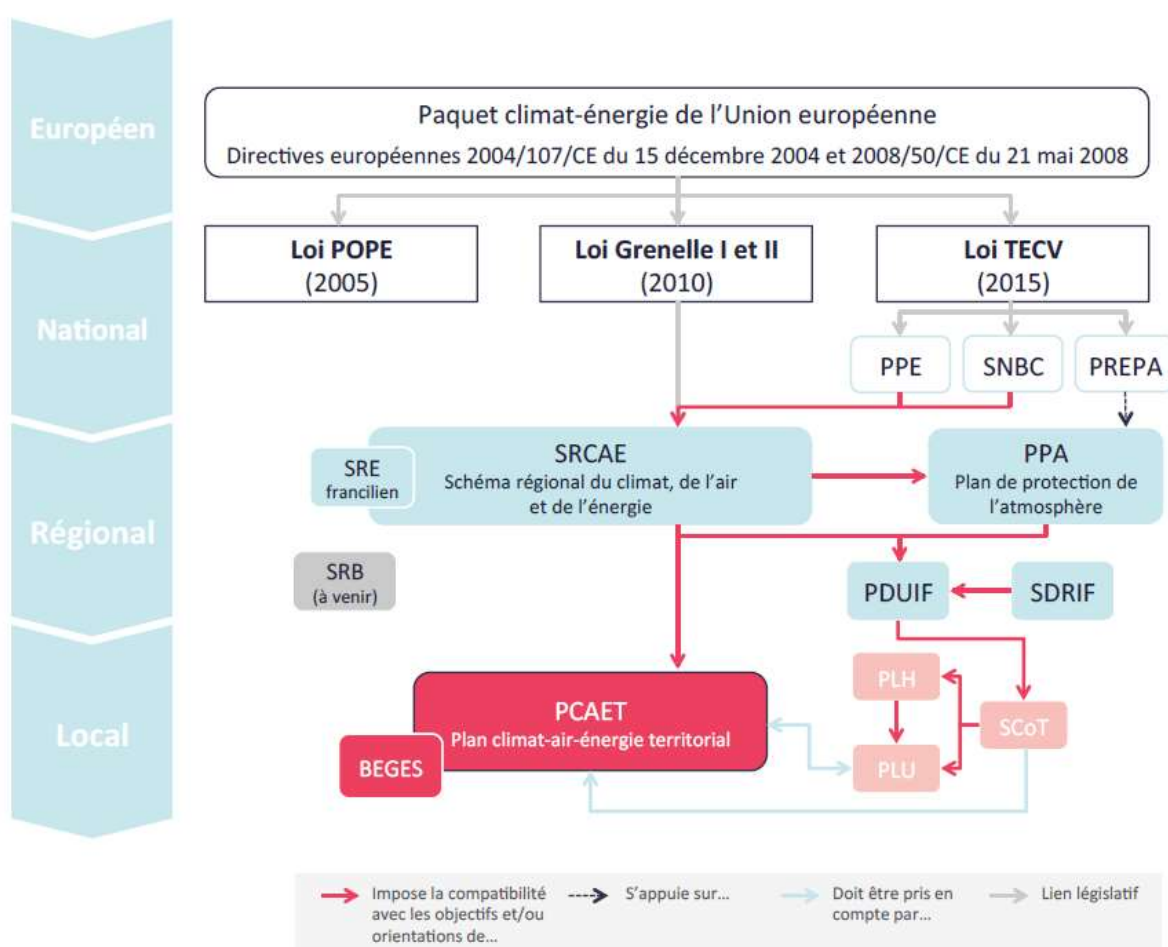 Européen
Paquet climat-énergie de l'Union européenne
Directives européennes 2004/107/CE du 15 décembre 2004 et 2008/50/CE du 21 mai 2008
National
Loi POPE
(2005)
Loi Grenelle I et II
(2010)
Loi TECV
(2015)
PPE
SNBC
PREPA
Régional
SRE
francilien
SRCAE
Schéma régional du climat, de l'air
et de l'énergie
PPA
Plan de protection de
l'atmosphère
SRB
(à venir)
PDUIF
SDRIF
Local
PCAET
Plan climat-air-énergie territorial
BEGES
PLH
SCoT
PLU
Impose la compatibilité
avec les objectifs et/ou
orientations de...
S'appuie sur...
Doit être pris en
compte par...
Lien législatif